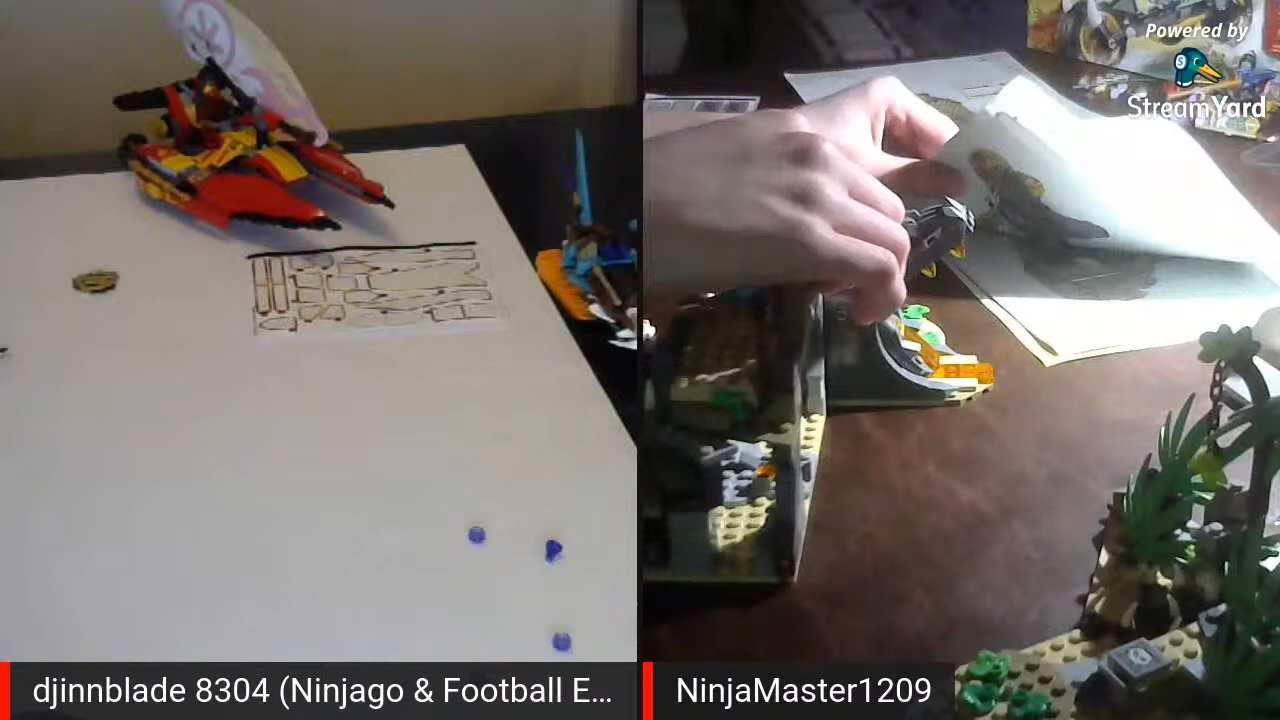 Powered by
StreamYard
djinnblade 8304 (Ninjago & Football E...
NinjaMaster1209